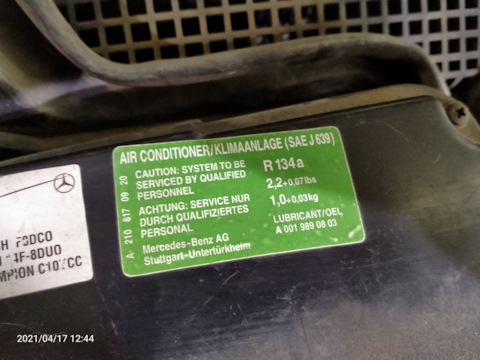 AIR CONDITIONER/KLIMAANLAGE (SAE J 639)
CAUTION: SYSTEM TO BE
SERVICED BY QUALIFIED
PERSONNEL
ACHTUNG: SERVICE NUR
DURCH QUALIFIZIERTES
PERSONAL
Mercedes-Benz AG
Stuttgart-Untertürkheim
R 134a
2,2+0,07lbs
1,0+0,03kg
LUBRICANT/OEL
A 001 989 08 03
A- 210 817 09 20
2021/04/17 12:44